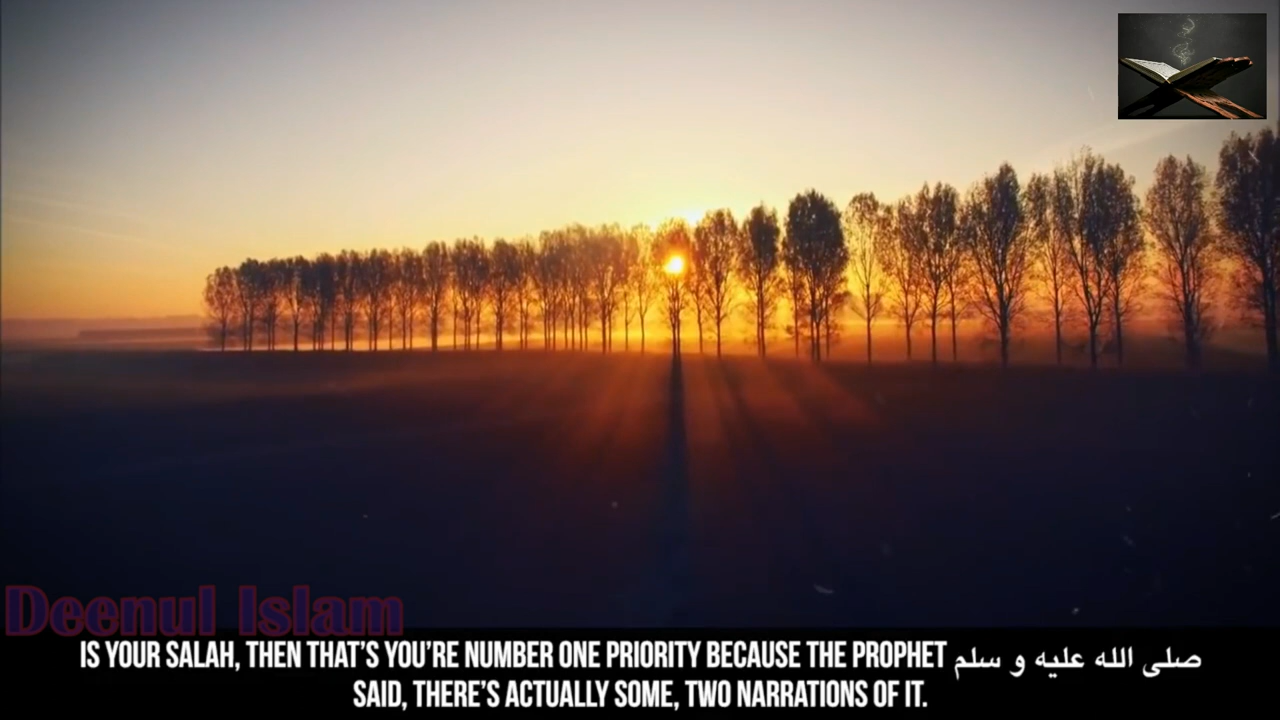 Deenul Islam
IS YOUR SALAH, THEN THAT'S YOU'RE NUMBER ONE PRIORITY BECAUSE THE PROPHET صلى الله عليه و سلم
SAID, THERE'S ACTUALLY SOME, TWO NARRATIONS OF IT.